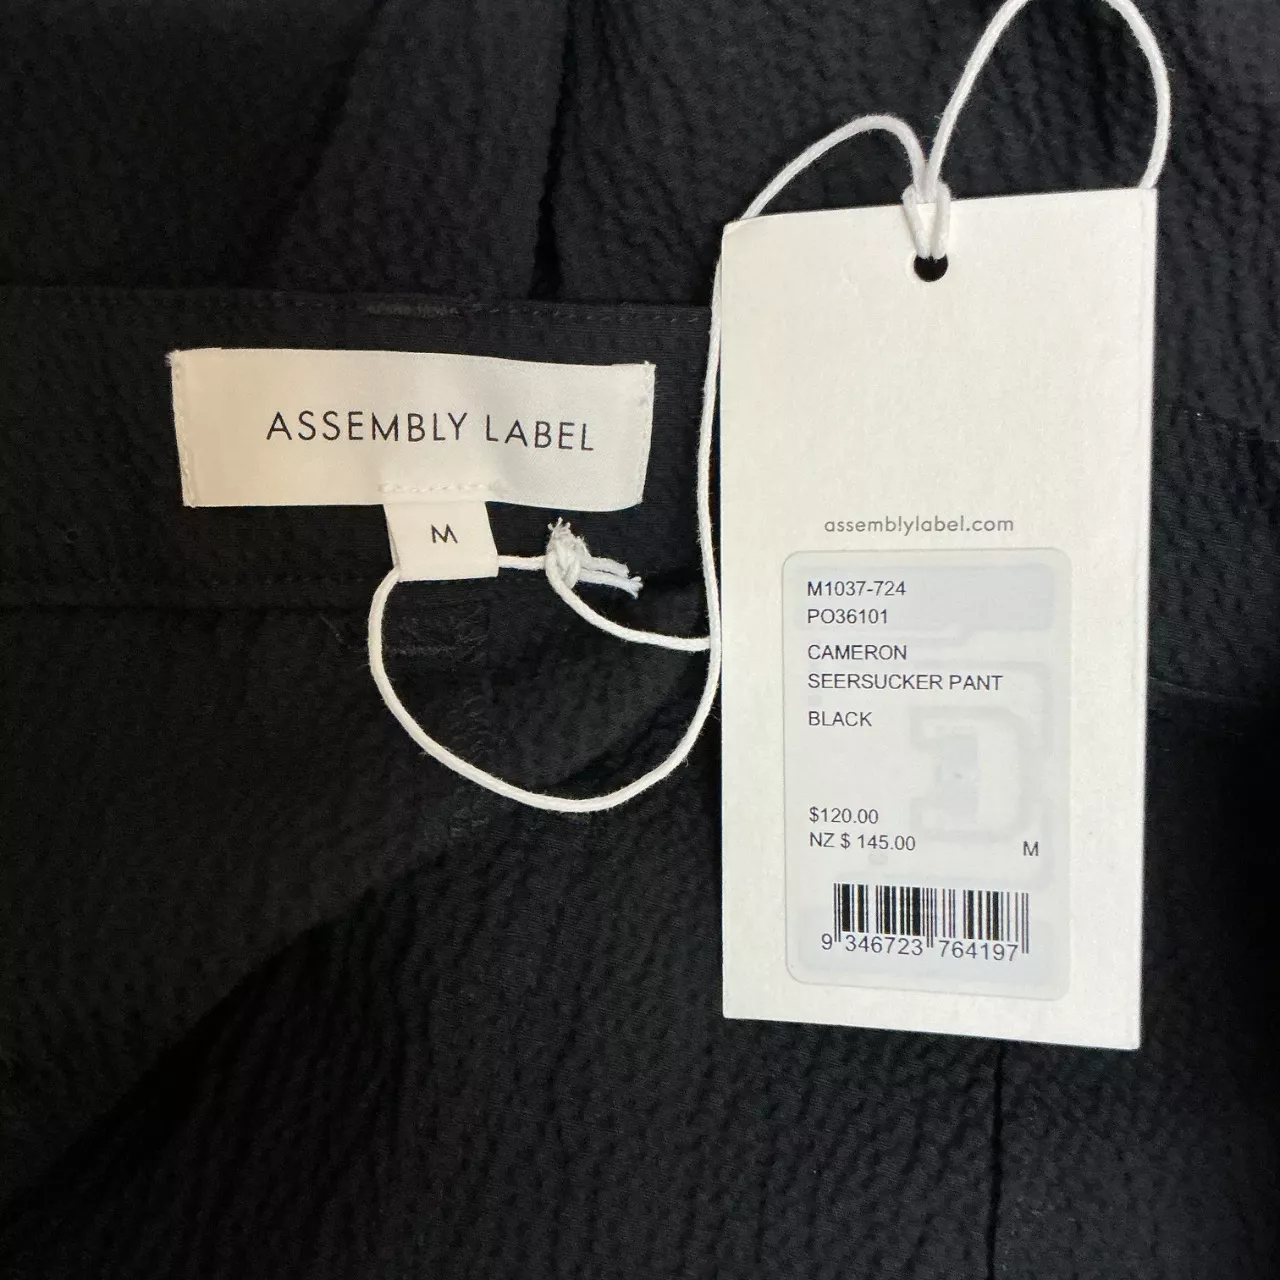 ASSEMBLY LABEL
M
assemblylabel.com
M1037-724
PO36101
CAMERON
SEERSUCKER PANT
BLACK
$120.00
NZ $ 145.00
M
9 346723 764197